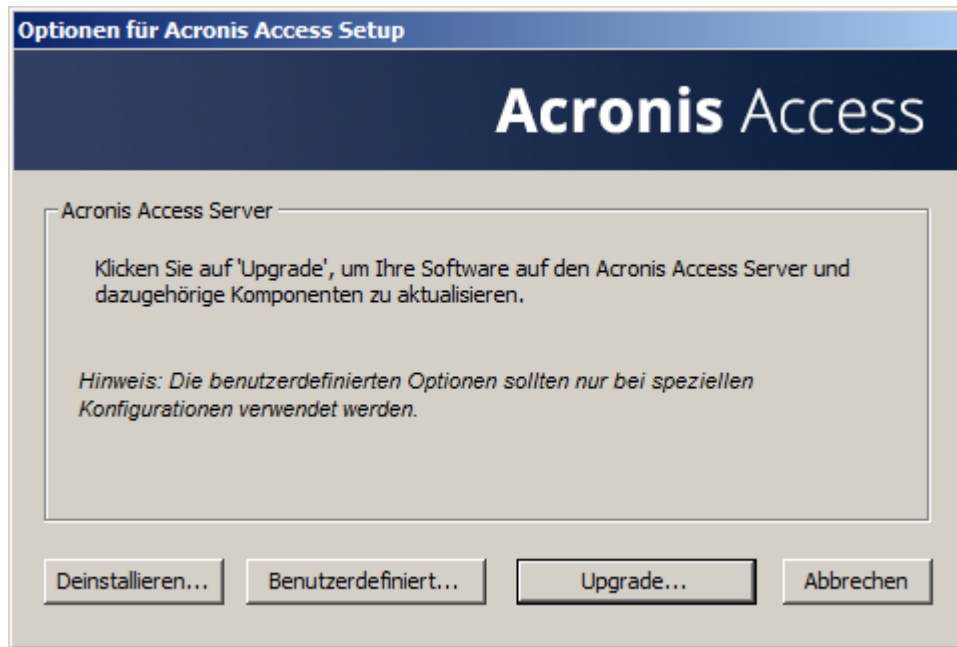 Optionen für Acronis Access Setup
Acronis Access
Acronis Access Server
Klicken Sie auf 'Upgrade', um Ihre Software auf den Acronis Access Server und
dazugehörige Komponenten zu aktualisieren.
Hinweis: Die benutzerdefinierten Optionen sollten nur bei speziellen
Konfigurationen verwendet werden.
Deinstallieren... Benutzerdefiniert... Upgrade... Abbrechen